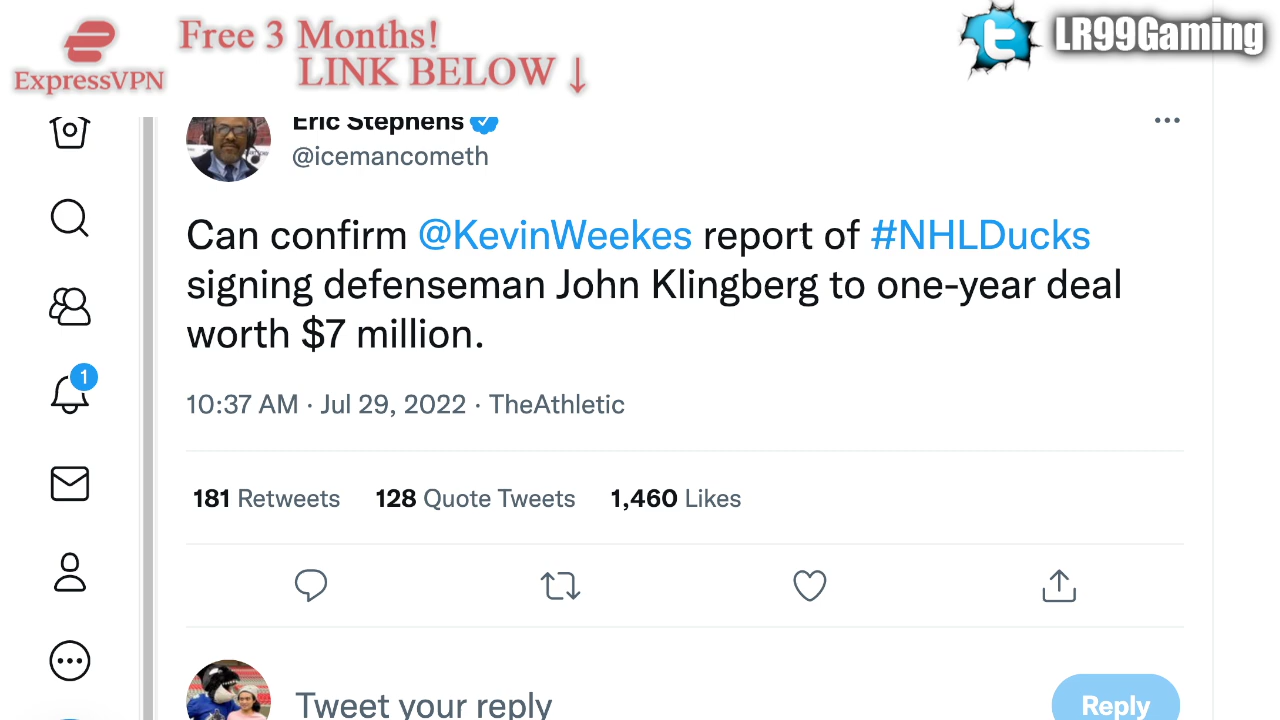 Free 3 Months!
LR99Gaming
LINK BELOW ↓
ExpressVPN
Eric Stephens
@icemancometh
Can confirm @KevinWeekes report of #NHLDucks
signing defenseman John Klingberg to one-year deal
worth $7 million.
1
10:37 AM · Jul 29, 2022 · TheAthletic
181 Retweets 128 Quote Tweets 1,460 Likes
Tweet your reply
Reply